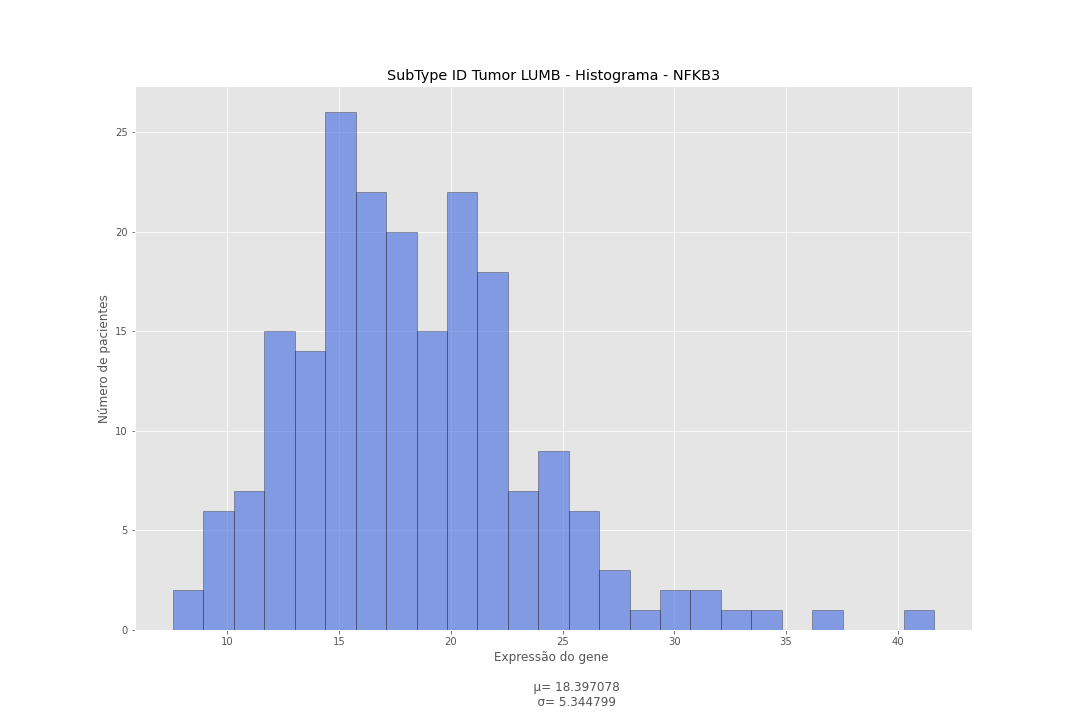 SubType ID Tumor LUMB - Histograma - NFKB3
25
20
15
10
5
0
Número de pacientes
10 15 20 25 30 35 40
Expressão do gene
μ= 18.397078
σ= 5.344799